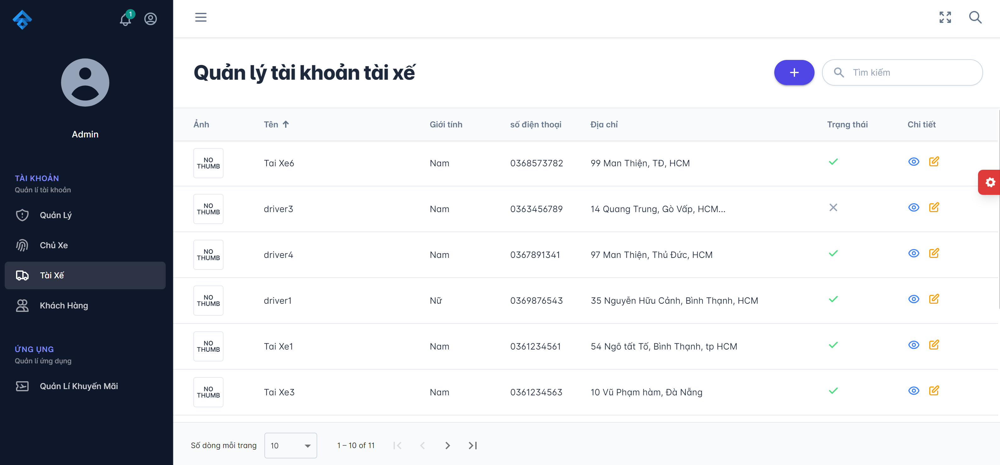 1
Admin
TÀI KHOẢN
Quản lí tài khoản
Quản Lý
Chủ Xe
Tài Xế
Khách Hàng
ỨNG ỤNG
Quản lí ứng dụng
Quản Lí Khuyến Mãi
Quản lý tài khoản tài xế
Tìm kiếm
Ảnh Tên Giới tính số điện thoại Địa chỉ Trạng thái Chi tiết
NO THUMB Tai Xe6 Nam 0368573782 99 Man Thiện, TĐ, HCM
NO THUMB driver3 Nam 0363456789 14 Quang Trung, Gò Vấp, HCM...
NO THUMB driver4 Nam 0367891341 97 Man Thiện, Thủ Đức, HCM
NO THUMB driver1 Nữ 0369876543 35 Nguyễn Hữu Cảnh, Bình Thạnh, HCM
NO THUMB Tai Xe1 Nam 0361234561 54 Ngô tất Tố, Bình Thạnh, tp HCM
NO THUMB Tai Xe3 Nam 0361234563 10 Vũ Phạm hàm, Đà Nẵng
Số dòng mỗi trang 10 1 – 10 of 11